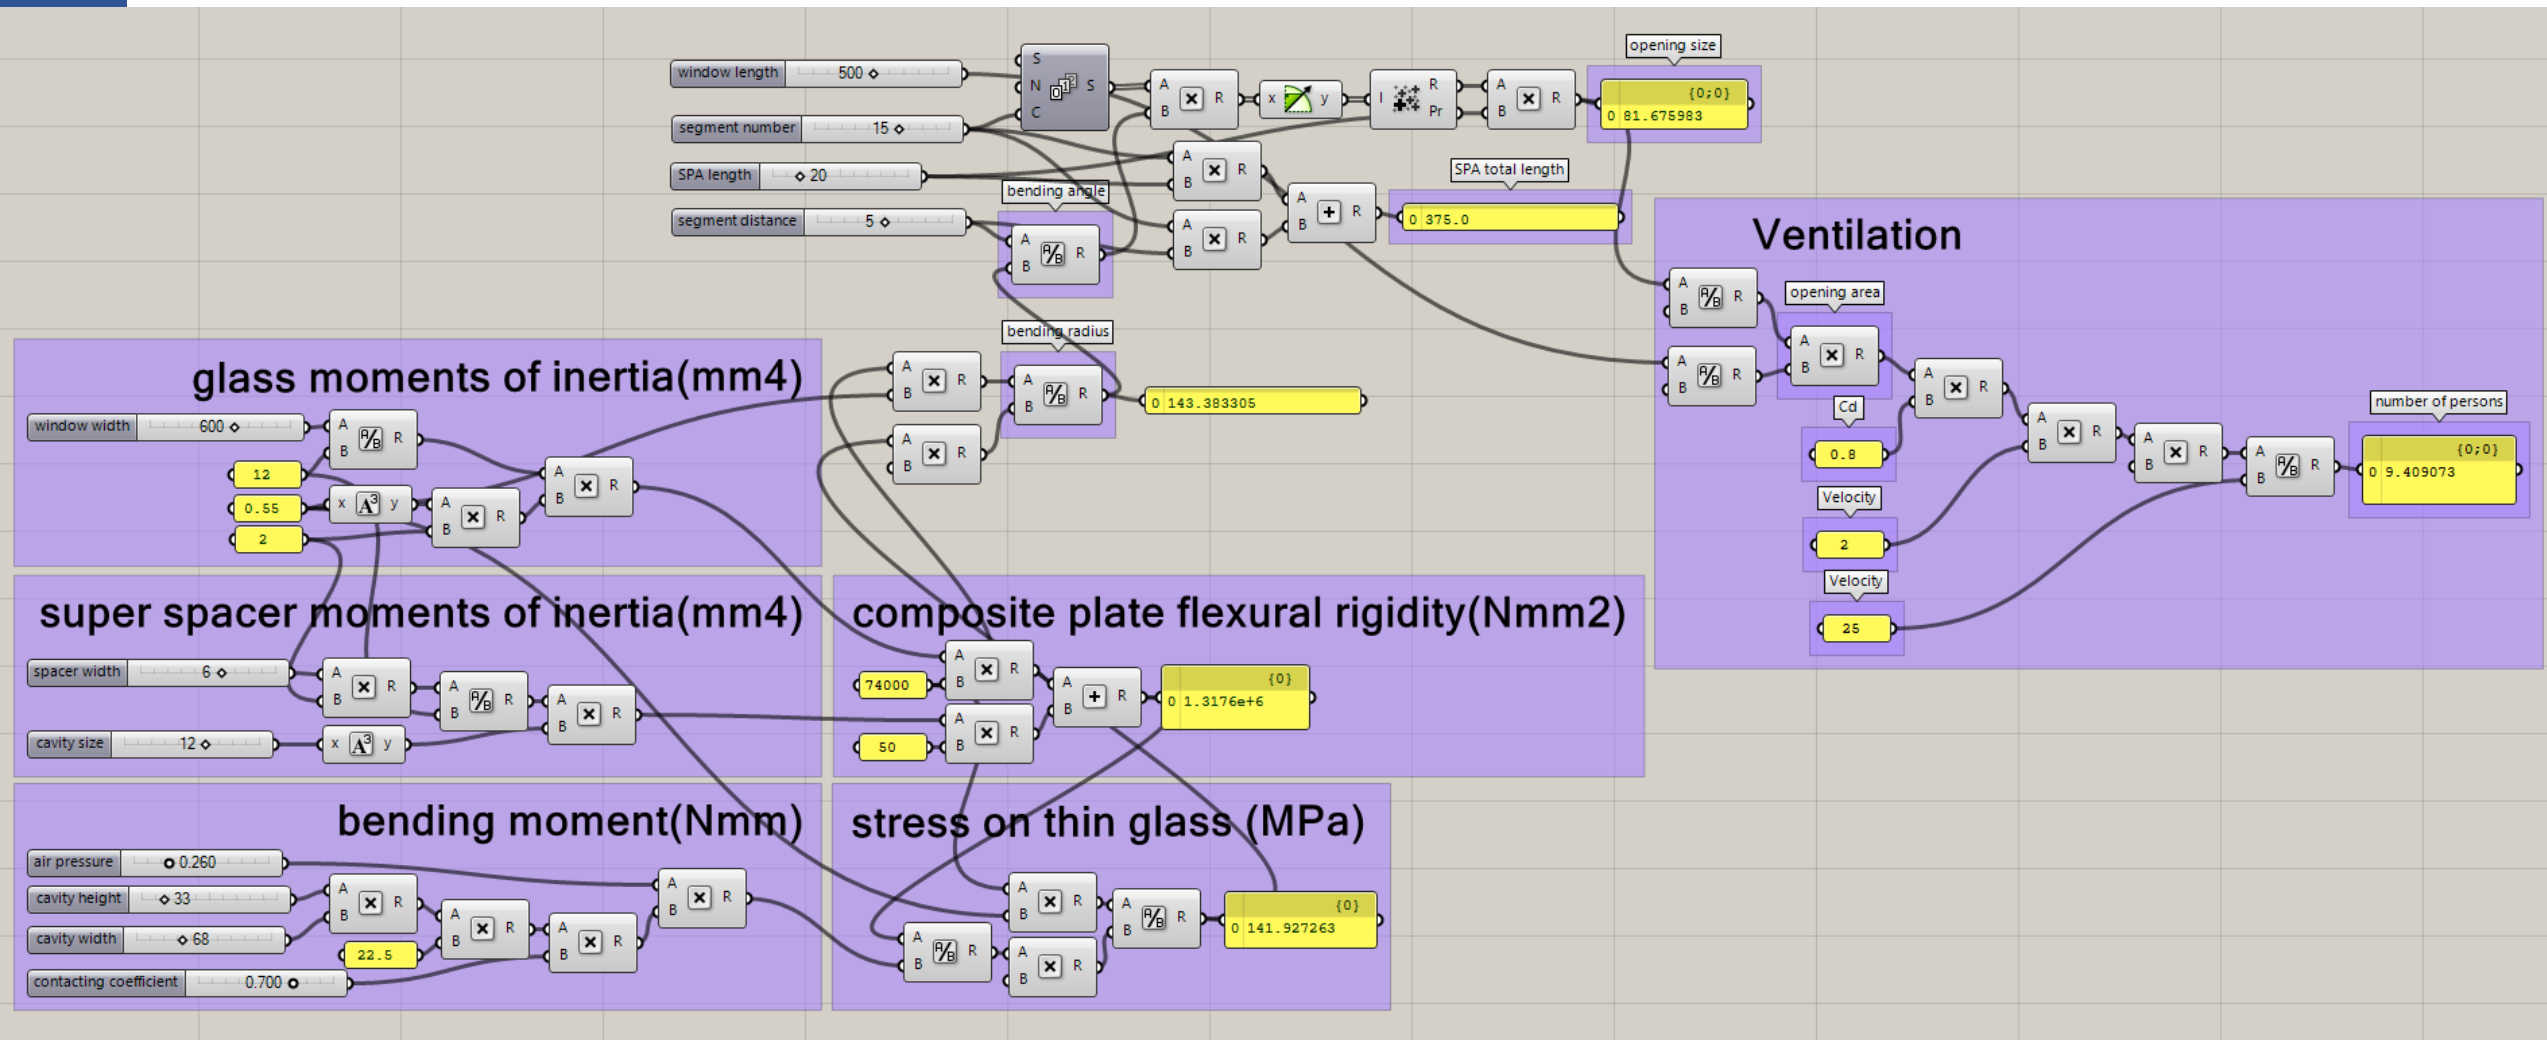 opening size
window length 500
S
N S
C
A R
B
x y
I R
Pr
A R
B
{0;0}
0 81.675983
segment number 15
A R
B
SPA length 20
SPA total length
bending angle
A R
B
0 375.0
segment distance 5
A/B
A R
B
A R
B
Ventilation
A/B
A R
B
opening area
A R
B
bending radius
A/B
A R
B
glass moments of inertia(mm4)
A R
B
A/B
A R
B
0 143.383305
A R
B
number of persons
Cd
window width 600
A/B
A R
B
A R
B
0.8
A R
B
A R
B
A/B
A R
B
{0;0}
0 9.409073
12
A R
B
0.55
x A³ y
A R
B
Velocity
2
2
Velocity
super spacer moments of inertia(mm4)
composite plate flexural rigidity(Nmm2)
25
spacer width 6
A R
B
A/B
A R
B
A R
B
74000
A R
B
A R
B
{0}
0 1.3176e+6
cavity size 12
x A³ y
50
A R
B
bending moment(Nmm)
stress on thin glass (MPa)
air pressure 0.260
A R
B
cavity height 33
A R
B
A R
B
A/B
A R
B
{0}
0 141.927263
cavity width 68
A R
B
A R
B
22.5
A/B
A R
B
A R
B
contacting coefficient 0.700